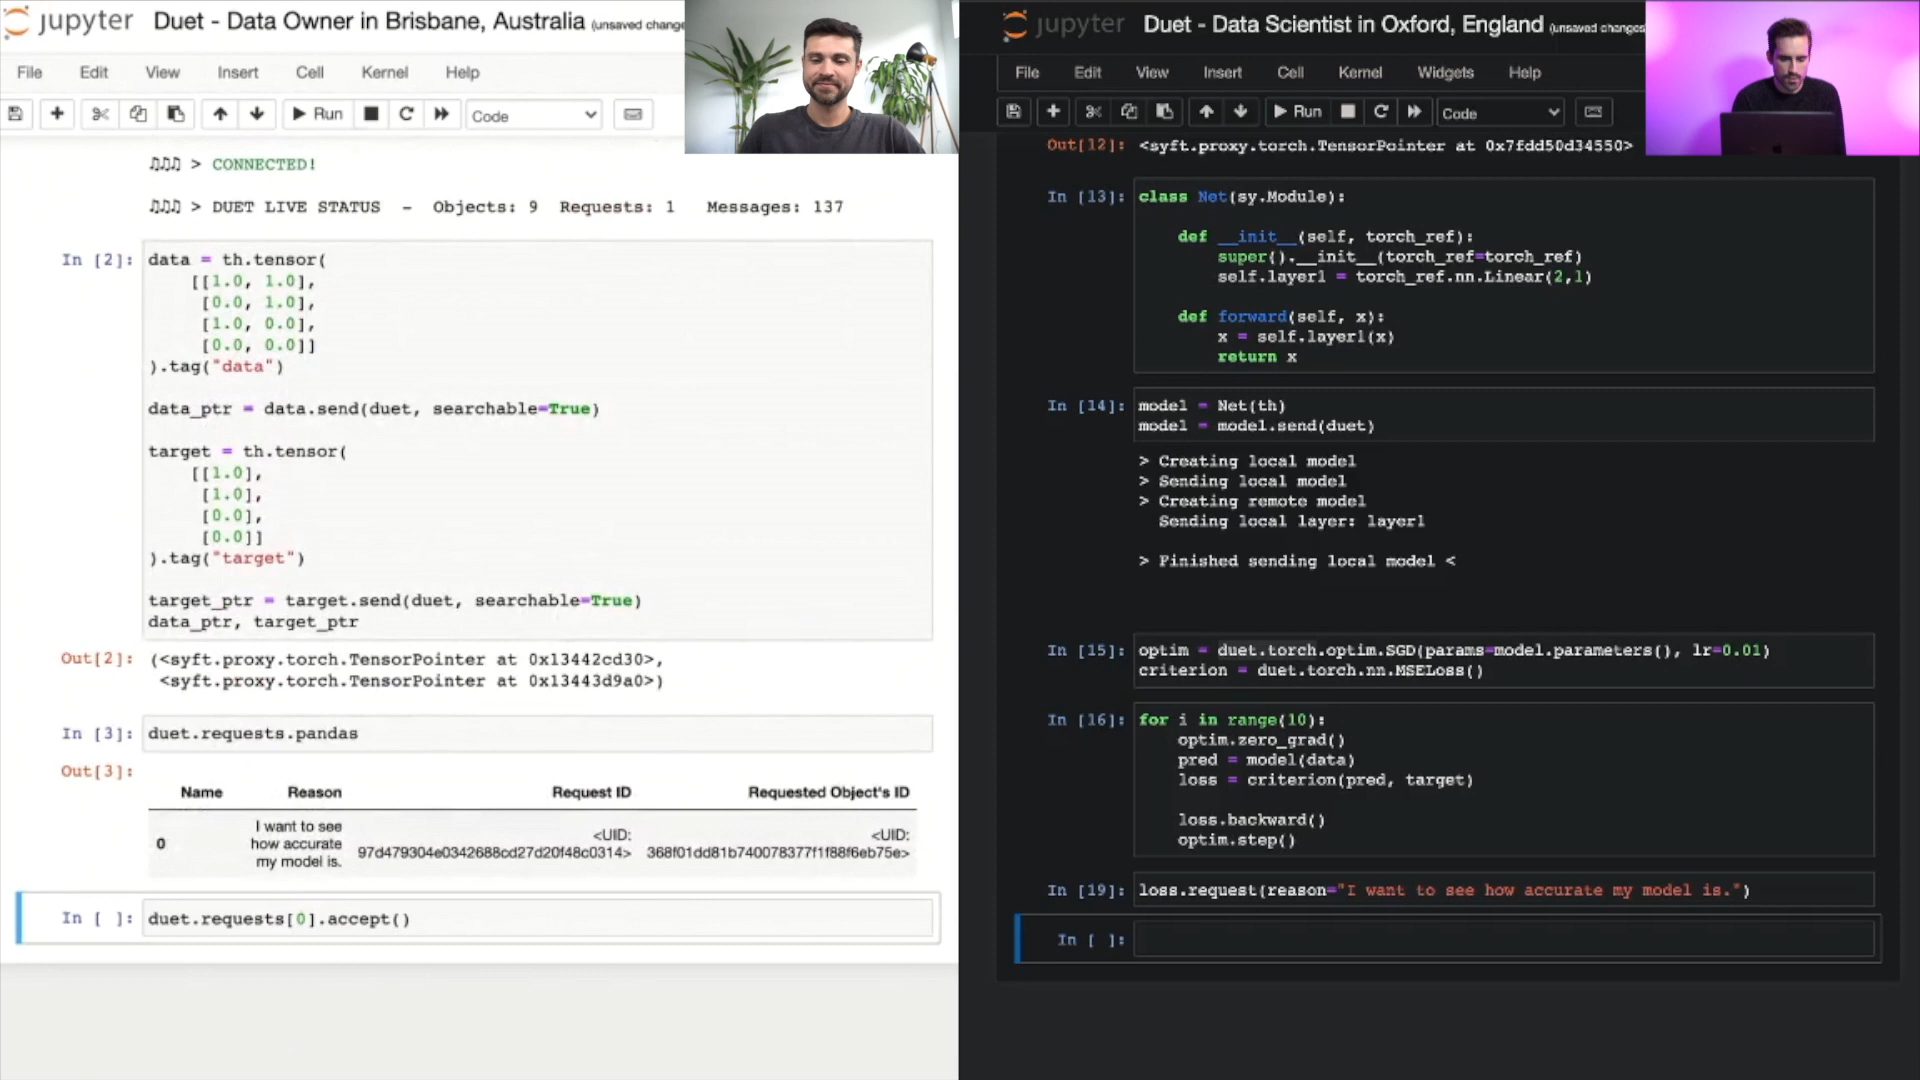 jupyter Duet - Data Owner in Brisbane, Australia (unsaved change
File Edit View Insert Cell Kernel Help
Run Code
♫♫♫ > CONNECTED!
♫♫♫ > DUET LIVE STATUS - Objects: 9 Requests: 1 Messages: 137
In [2]: data = th.tensor(
[[1.0, 1.0],
[0.0, 1.0],
[1.0, 0.0],
[0.0, 0.0]]
).tag("data")
data_ptr = data.send(duet, searchable=True)
target = th.tensor(
[[1.0],
[1.0],
[0.0],
[0.0]]
).tag("target")
target_ptr = target.send(duet, searchable=True)
data_ptr, target_ptr
Out[2]: (<syft.proxy.torch.TensorPointer at 0x13442cd30>,
<syft.proxy.torch.TensorPointer at 0x13443d9a0>)
In [3]: duet.requests.pandas
Out[3]:
Name Reason Request ID Requested Object's ID
0 I want to see how accurate my model is. <UID: 97d479304e0342688cd27d20f48c0314> <UID: 368f01dd81b740078377f1f88f6eb75e>
In [ ]: duet.requests[0].accept()
jupyter Duet - Data Scientist in Oxford, England (unsaved changes
File Edit View Insert Cell Kernel Widgets Help
Run Code
Out[12]: <syft.proxy.torch.TensorPointer at 0x7fdd50d34550>
In [13]: class Net(sy.Module):
def __init__(self, torch_ref):
super().__init__(torch_ref=torch_ref)
self.layer1 = torch_ref.nn.Linear(2,1)
def forward(self, x):
x = self.layer1(x)
return x
In [14]: model = Net(th)
model = model.send(duet)
> Creating local model
> Sending local model
> Creating remote model
Sending local layer: layer1
> Finished sending local model <
In [15]: optim = duet.torch.optim.SGD(params=model.parameters(), lr=0.01)
criterion = duet.torch.nn.MSELoss()
In [16]: for i in range(10):
optim.zero_grad()
pred = model(data)
loss = criterion(pred, target)
loss.backward()
optim.step()
In [19]: loss.request(reason="I want to see how accurate my model is.")
In [ ]: